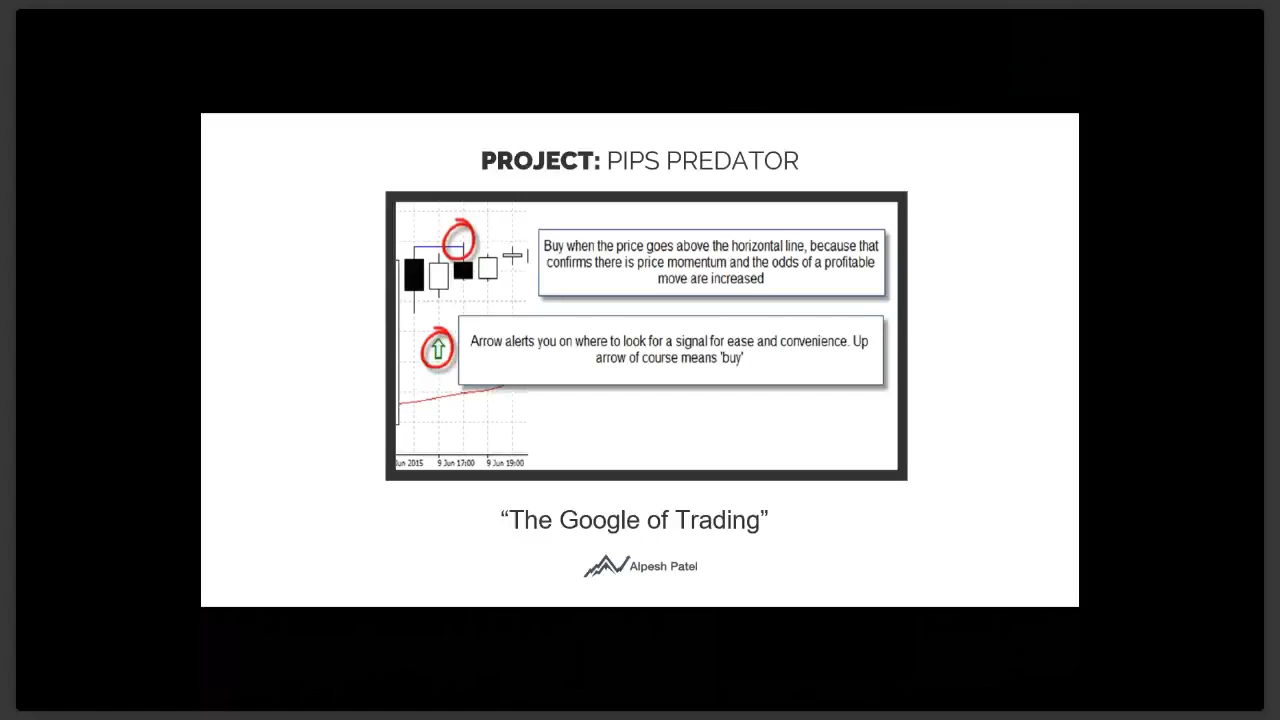 PROJECT: PIPS PREDATOR
Buy when the price goes above the horizontal line, because that
confirms there is price momentum and the odds of a profitable
move are increased
Arrow alerts you on where to look for a signal for ease and convenience. Up
arrow of course means 'buy'
Jun 2015 9 Jun 17:00 9 Jun 19:00
“The Google of Trading”
Alpesh Patel